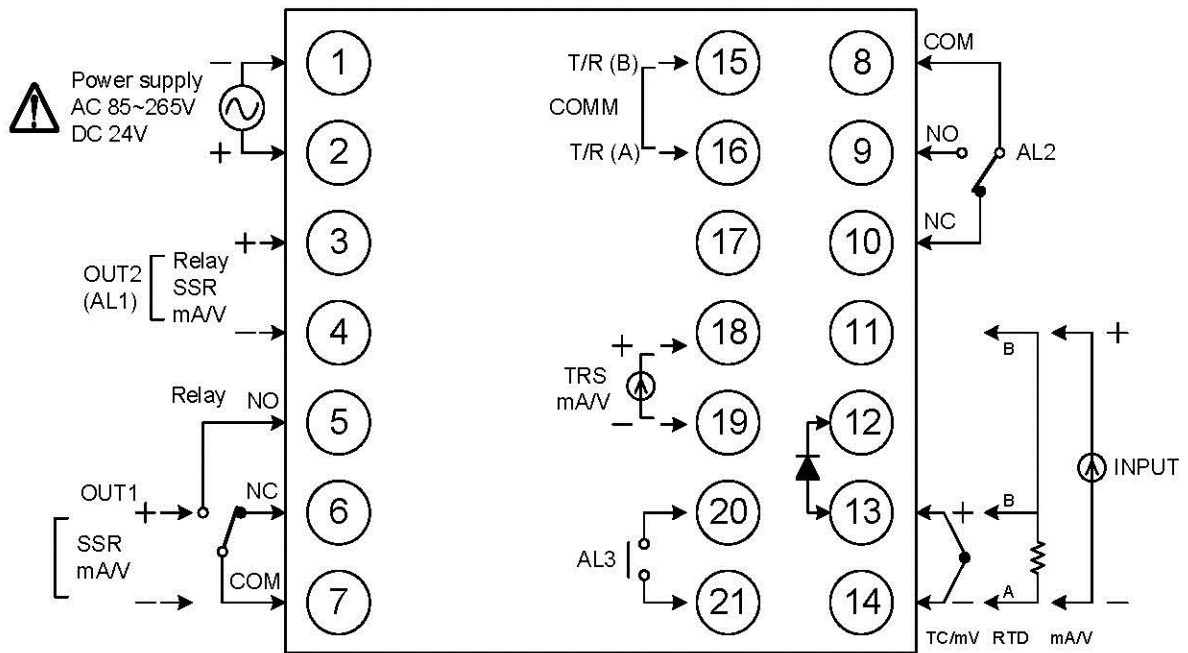 Power supply
AC 85~265V
DC 24V
−
+
1
2
3
4
5
6
7
+
−
OUT2
(AL1)
Relay
SSR
mA/V
Relay
NO
NC
COM
OUT1
+
−
SSR
mA/V
T/R (B)
COMM
T/R (A)
15
16
17
18
19
20
21
+
−
TRS
mA/V
AL3
8
9
10
11
12
13
14
COM
NO
NC
AL2
B
B
A
+
−
+
−
INPUT
TC/mV RTD mA/V